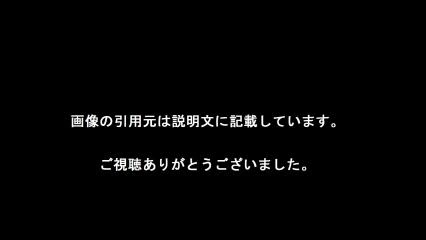 画像の引用元は説明文に記載しています。
ご視聴ありがとうございました。